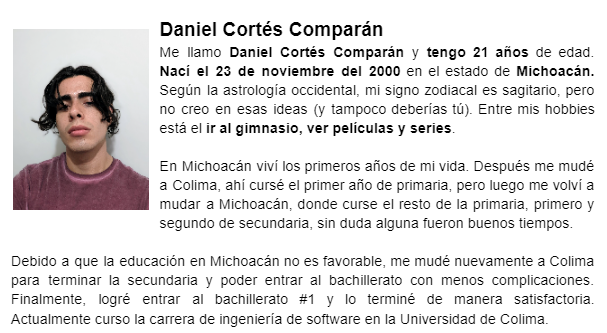 Daniel Cortés Comparán
Me llamo Daniel Cortés Comparán y tengo 21 años de edad.
Nací el 23 de noviembre del 2000 en el estado de Michoacán.
Según la astrología occidental, mi signo zodiacal es sagitario, pero
no creo en esas ideas (y tampoco deberías tú). Entre mis hobbies
está el ir al gimnasio, ver películas y series.
En Michoacán viví los primeros años de mi vida. Después me mudé
a Colima, ahí cursé el primer año de primaria, pero luego me volví a
mudar a Michoacán, donde curse el resto de la primaria, primero y
segundo de secundaria, sin duda alguna fueron buenos tiempos.
Debido a que la educación en Michoacán no es favorable, me mudé nuevamente a Colima
para terminar la secundaria y poder entrar al bachillerato con menos complicaciones.
Finalmente, logré entrar al bachillerato #1 y lo terminé de manera satisfactoria.
Actualmente curso la carrera de ingeniería de software en la Universidad de Colima.